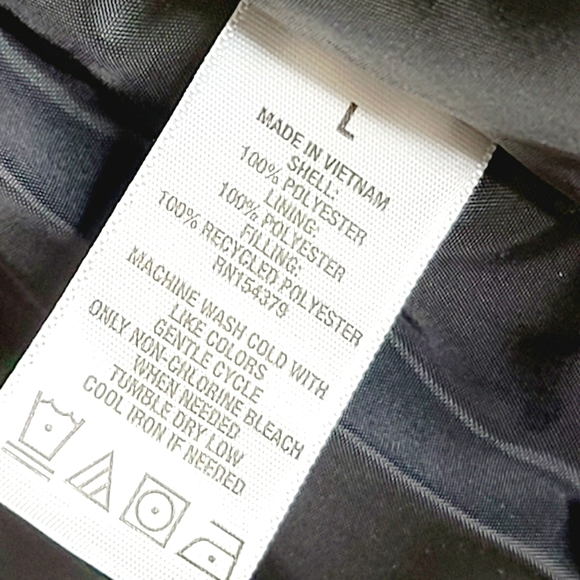 L
MADE IN VIETNAM
SHELL:
100% POLYESTER
LINING:
100% POLYESTER
FILLING:
100% RECYCLED POLYESTER
RN154379
MACHINE WASH COLD WITH
LIKE COLORS
GENTLE CYCLE
ONLY NON-CHLORINE BLEACH
WHEN NEEDED
TUMBLE DRY LOW
COOL IRON IF NEEDED